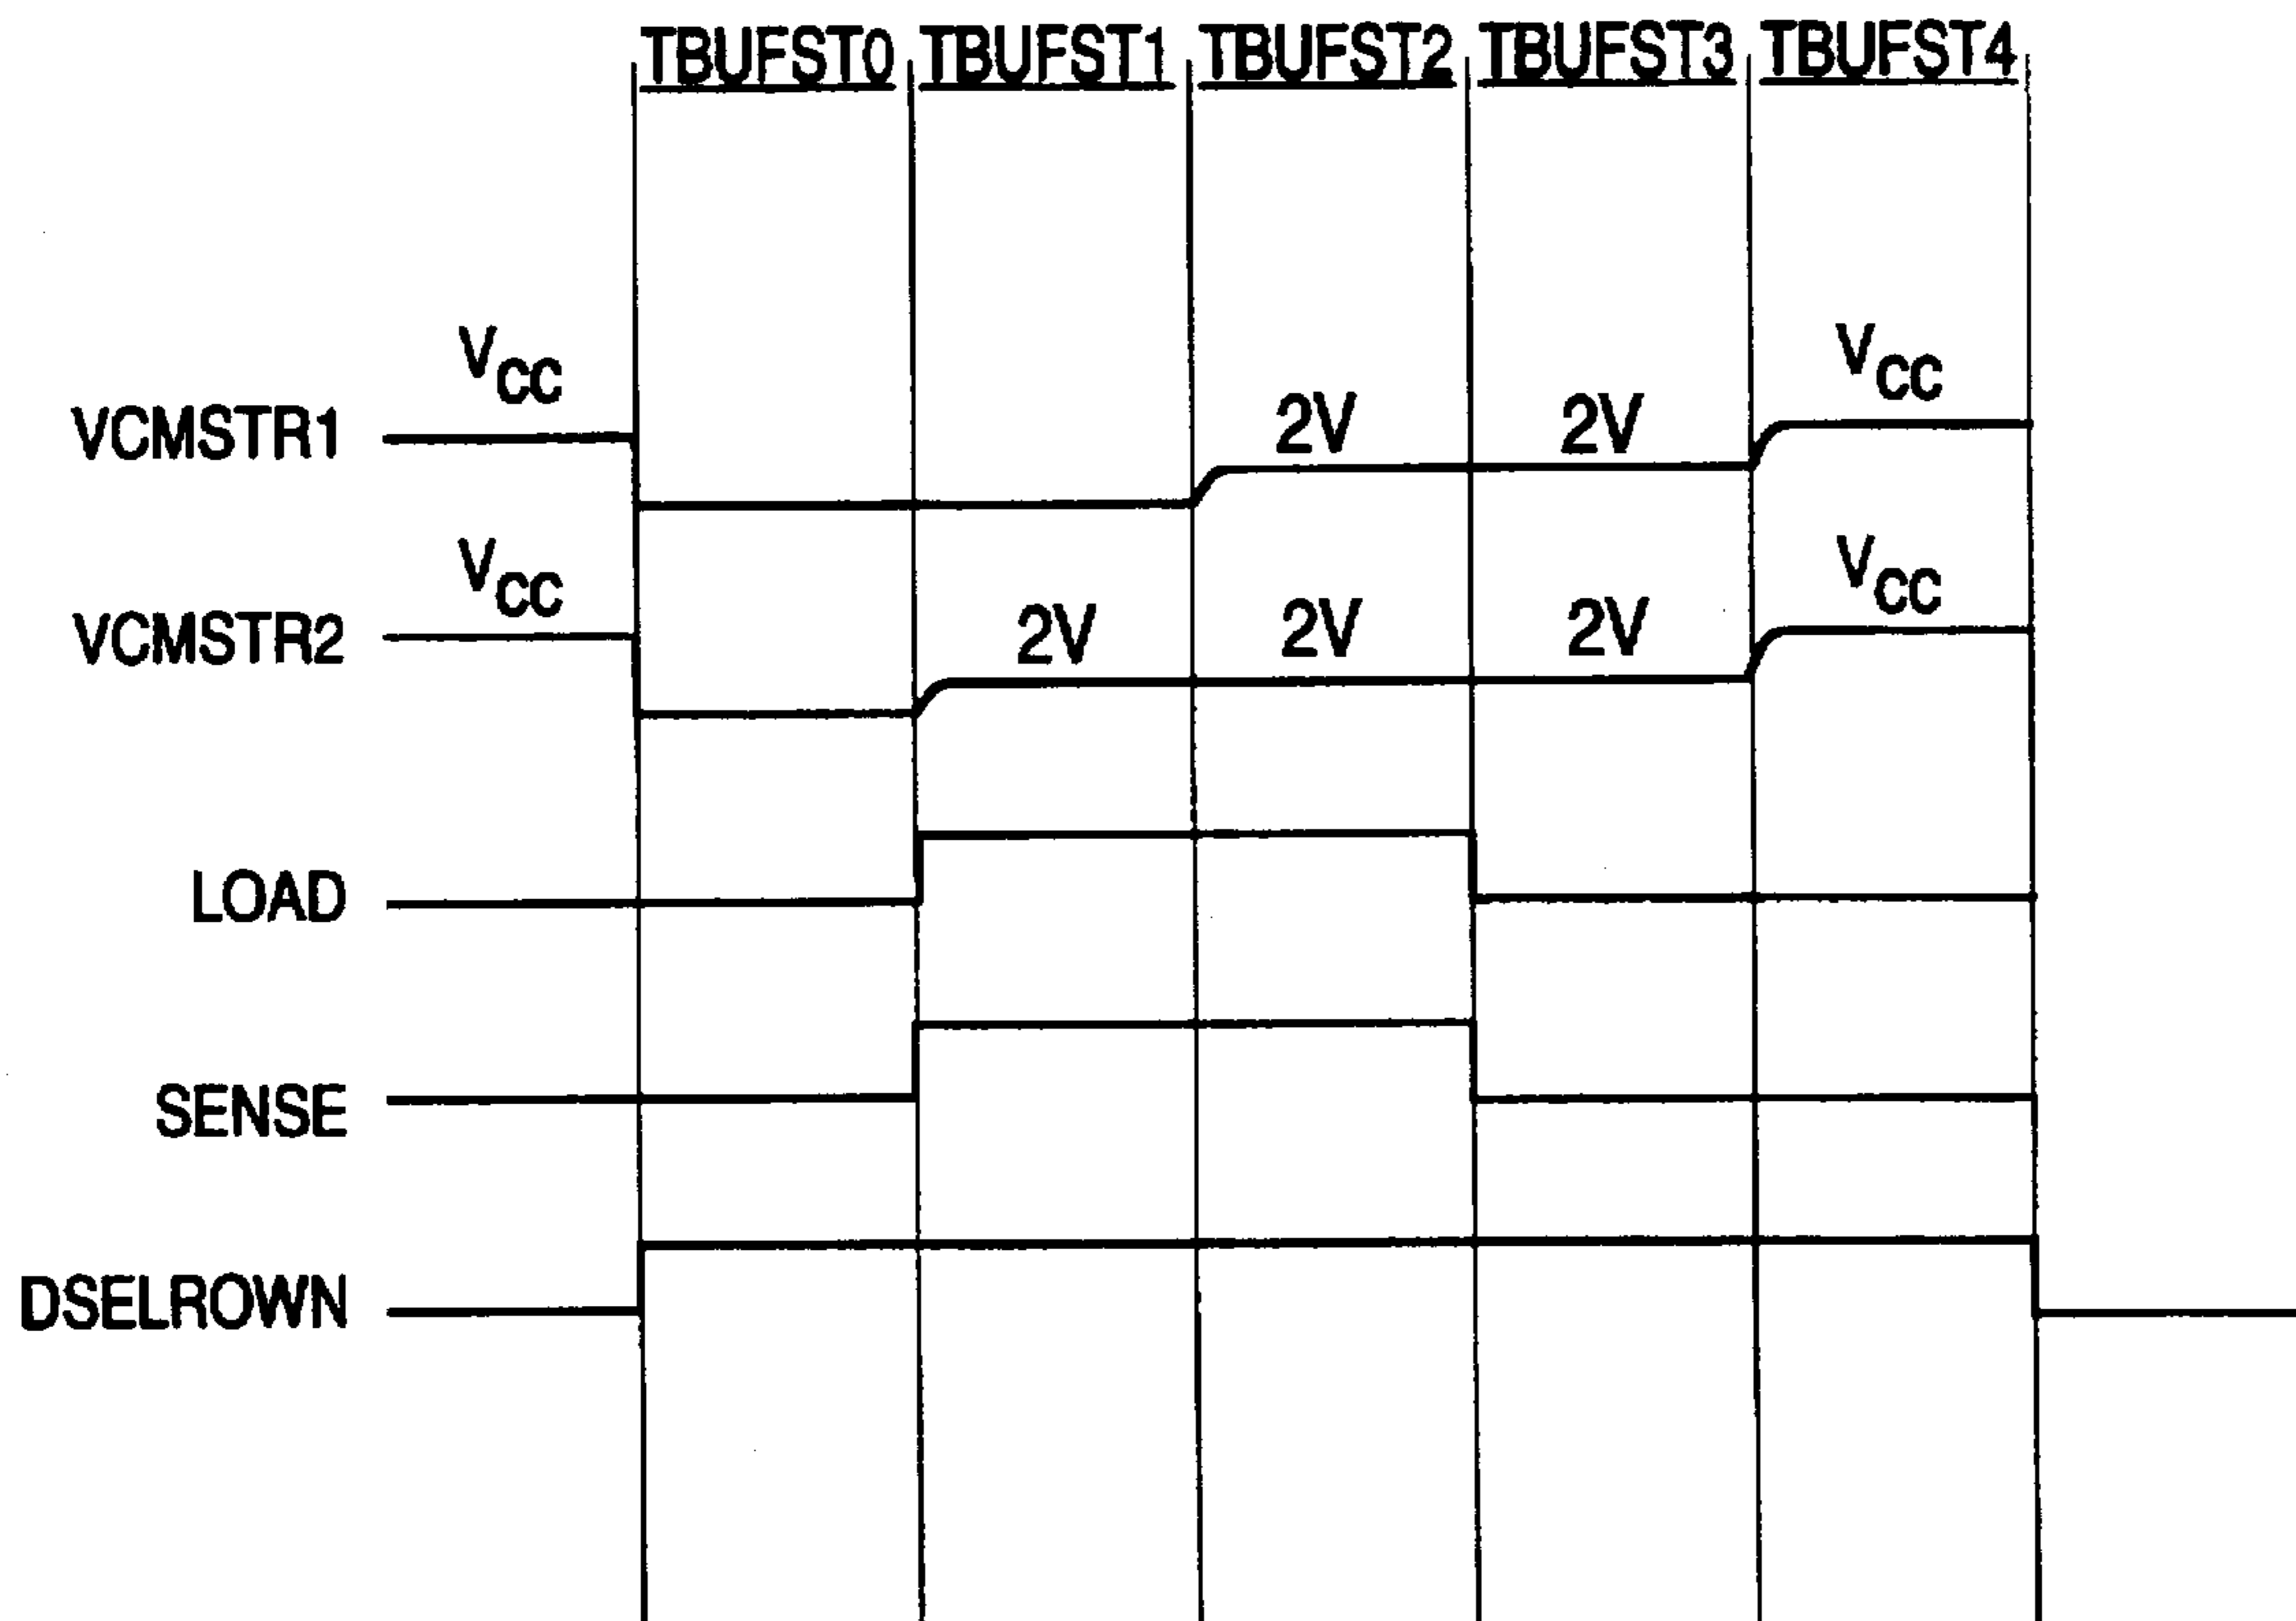 TBUFST0 TBUFST1 TBUFST2 TBUFST3 TBUFST4
VCC VCC
VCMSTR1 2V 2V
VCC VCC
VCMSTR2 2V 2V 2V
LOAD
SENSE
DSELROWN